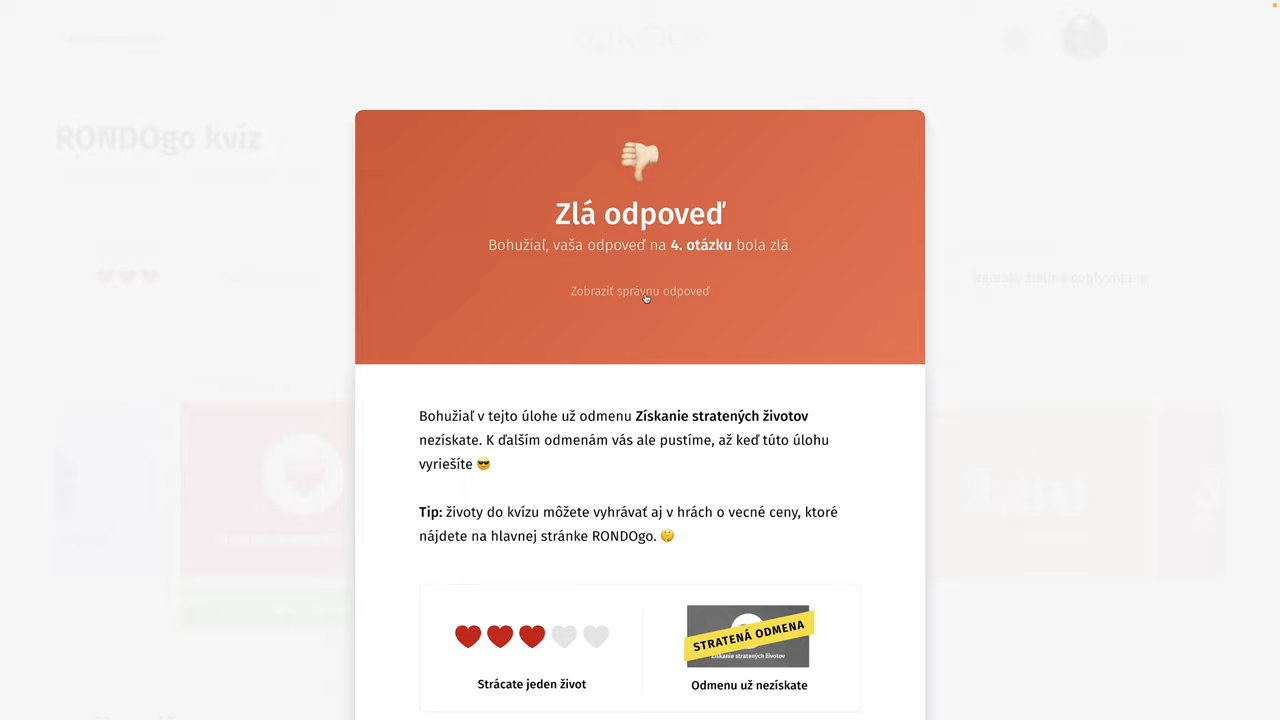 RONDOgo kvíz
Zlá odpoveď
Bohužiaľ, vaša odpoveď na 4. otázku bola zlá.
Zobraziť správnu odpoveď
Bohužiaľ v tejto úlohe už odmenu Získanie stratených životov
nezískate. K ďalším odmenám vás ale pustíme, až keď túto úlohu
vyriešíte
Tip: životy do kvízu môžete vyhrávať aj v hrách o vecné ceny, ktoré
nájdete na hlavnej stránke RONDOgo.
STRATENÁ ODMENA
Získanie stratených životov
Strácate jeden život
Odmenu už nezískate